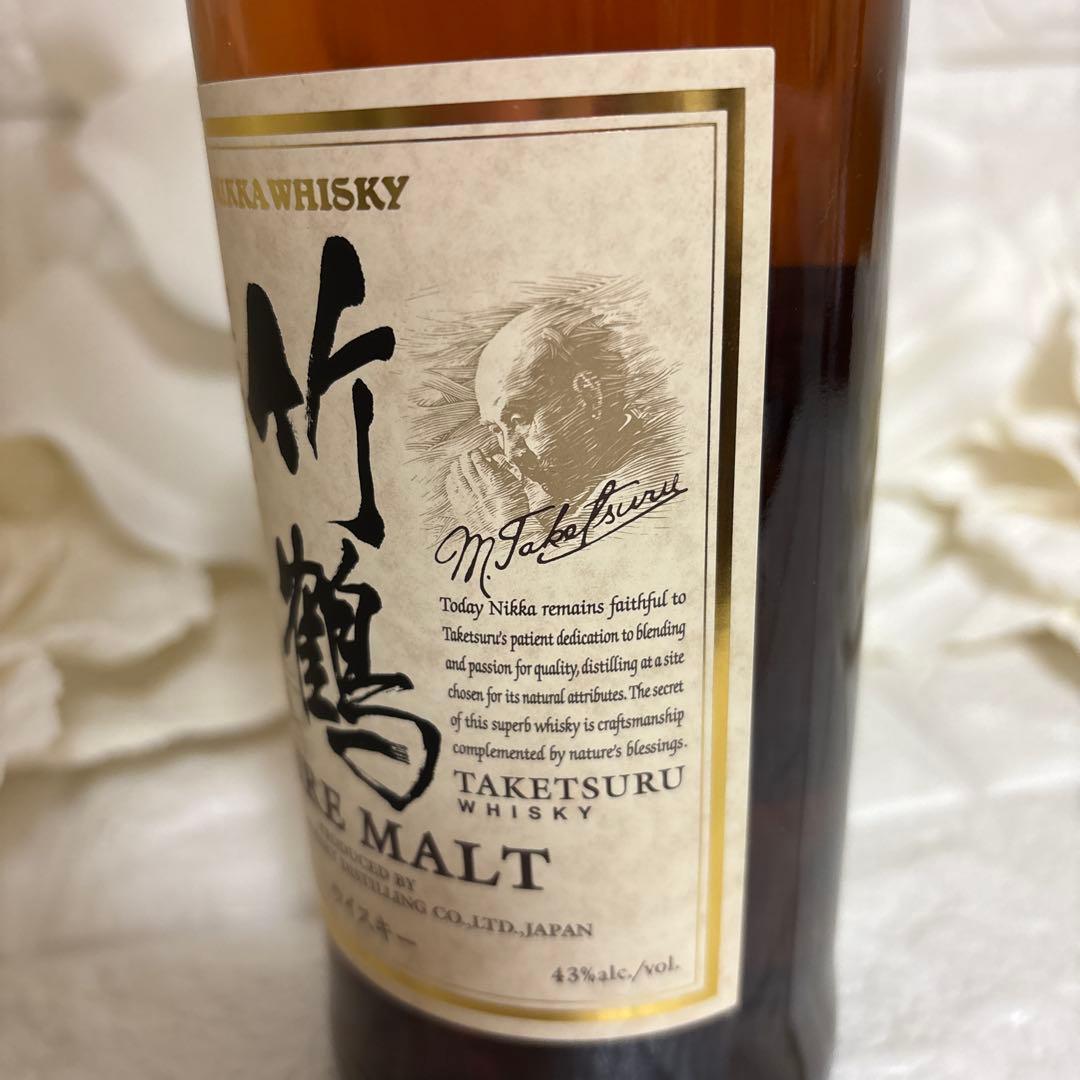 NIKKA WHISKY
竹鶴
M. Taketsuru
Today Nikka remains faithful to
Taketsuru's patient dedication to blending
and passion for quality, distilling at a site
chosen for its natural attributes. The secret
of this superb whisky is craftsmanship
complemented by nature's blessings.
TAKETSURU
WHISKY
RE MALT
PRODUCED BY
DISTILLING CO.,LTD.,JAPAN
ウイスキー
43%alc./vol.